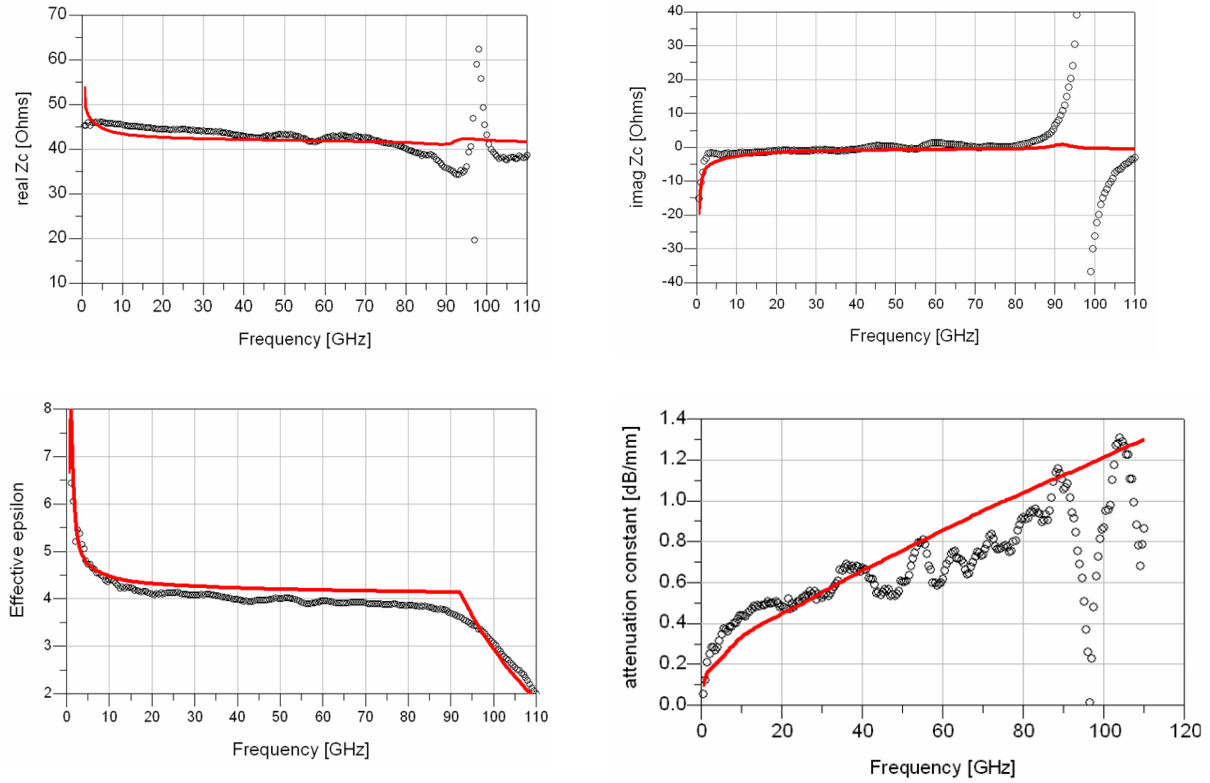 70
60
50
40
30
20
10
real Zc [Ohms]
0 10 20 30 40 50 60 70 80 90 100 110
Frequency [GHz]
40
30
20
10
0
-10
-20
-30
-40
imag Zc [Ohms]
0 10 20 30 40 50 60 70 80 90 100 110
Frequency [GHz]
8
7
6
5
4
3
2
Effective epsilon
0 10 20 30 40 50 60 70 80 90 100 110
Frequency [GHz]
1.4
1.2
1.0
0.8
0.6
0.4
0.2
0.0
attenuation constant [dB/mm]
0 20 40 60 80 100 120
Frequency [GHz]